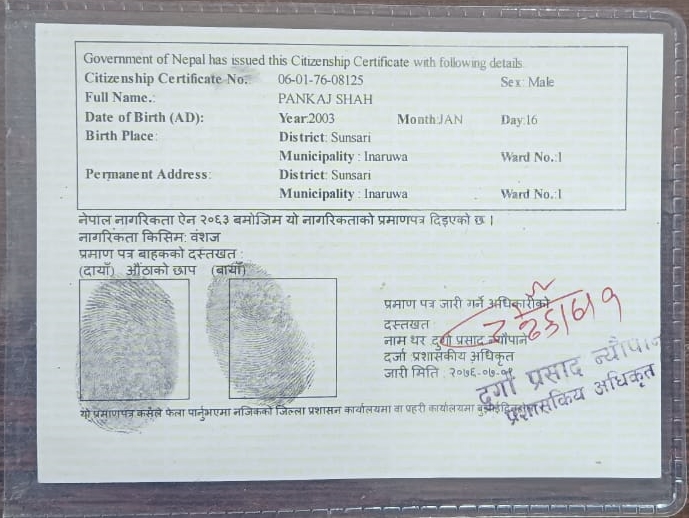 Government of Nepal has issued this Citizenship Certificate with following details.
Citizenship Certificate No.: 06-01-76-08125 Sex: Male
Full Name.: PANKAJ SHAH
Date of Birth (AD): Year:2003 Month:JAN Day:16
Birth Place: District: Sunsari
Municipality : Inaruwa Ward No.:1
Permanent Address: District: Sunsari
Municipality : Inaruwa Ward No.:1
नेपाल नागरिकता ऐन २०६३ बमोजिम यो नागरिकताको प्रमाणपत्र दिइएको छ ।
नागरिकता किसिम: वंशज
प्रमाण पत्र बाहकको दस्तखत :
(दायाँ) औंठाको छाप (बायाँ)
प्रमाण पत्र जारी गर्ने अधिकारीको
दस्तखत :
नाम थर: दुर्गा प्रसाद न्यौपाने
दर्जा: प्रशासकीय अधिकृत
जारी मिति : २०७६-०७-०१
दुर्गा प्रसाद न्यौपाने
प्रशासकिय अधिकृत
यो प्रमाणपत्र कसैले फेला पार्नुभएमा नजिकको जिल्ला प्रशासन कार्यालयमा वा प्रहरी कार्यालयमा